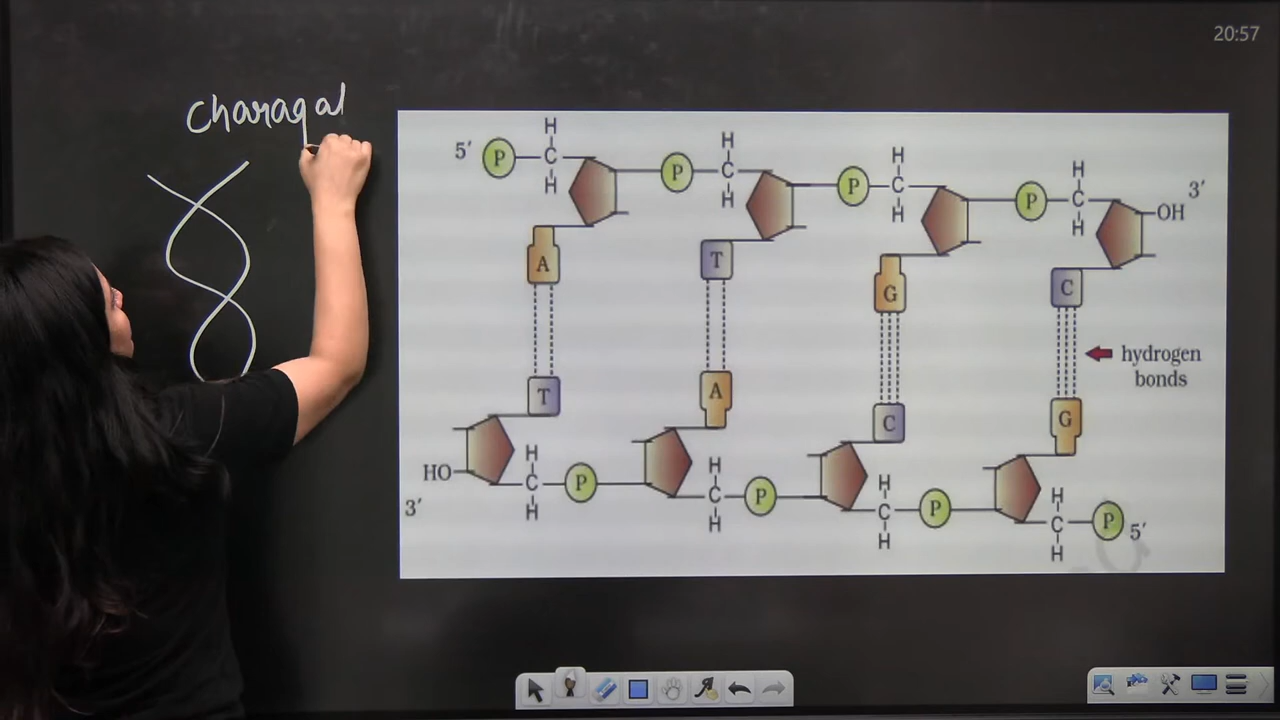 20:57
Charagal
5′ P H C H P H C H P H C H P H C H OH 3′
A T G C
hydrogen
bonds
T A C G
HO 3′ H C H P H C H P H C H P H C H P 5′